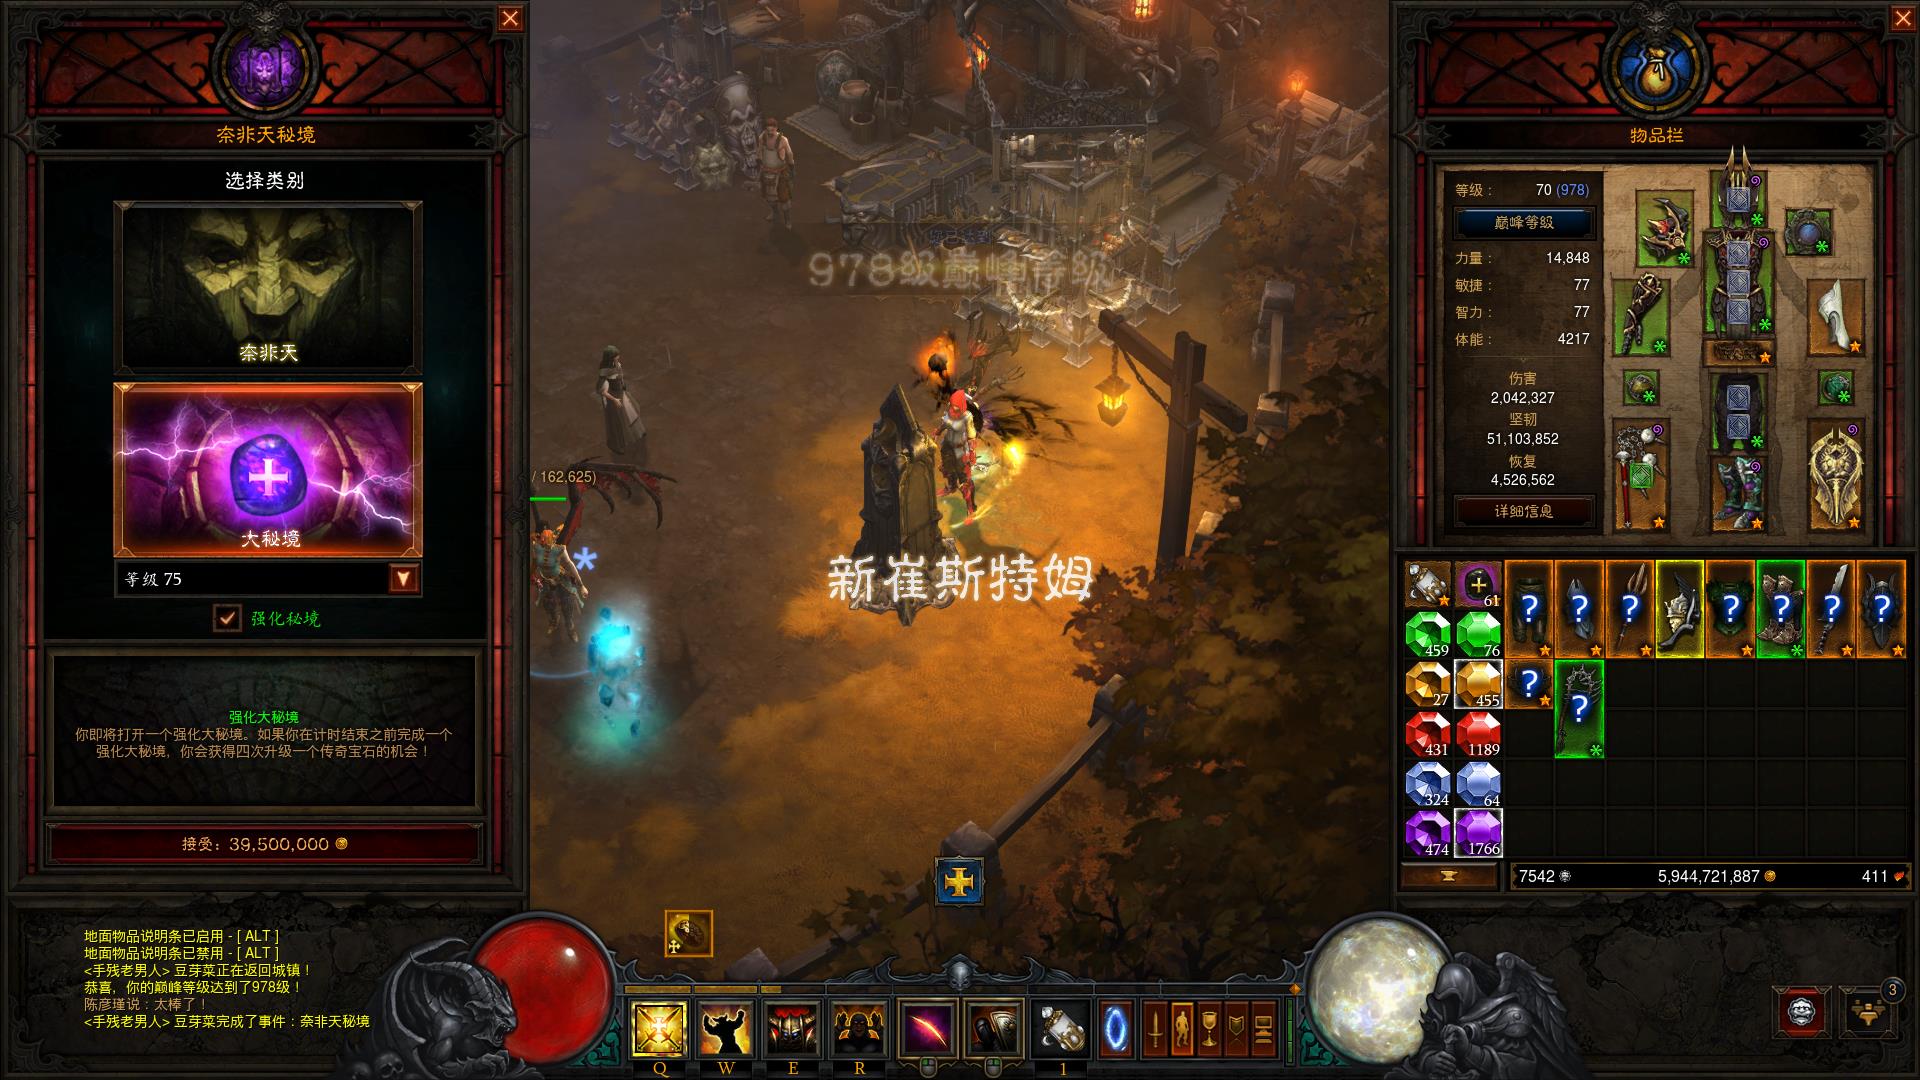 奈非天秘境
选择类别
奈非天
大秘境
等级 75
强化秘境
强化大秘境
你即将打开一个强化大秘境。如果你在计时结束之前完成一个
强化大秘境，你会获得四次升级一个传奇宝石的机会！
接受：39,500,000
地面物品说明条已启用 - [ ALT ]
地面物品说明条已禁用 - [ ALT ]
<手残老男人> 豆芽菜正在返回城镇！
恭喜，你的巅峰等级达到了978级！
陈彦瑾说：太棒了！
<手残老男人> 豆芽菜完成了事件：奈非天秘境
你已达到
978级巅峰等级
/ 162,625)
新崔斯特姆
Q
W
E
R
1
物品栏
等级： 70 (978)
巅峰等级
力量： 14,848
敏捷： 77
智力： 77
体能： 4217
伤害
2,042,327
坚韧
51,103,852
恢复
4,526,562
详细信息
61
? ? ? ? ? ? ?
459 76
27 455 ? ?
431 1189
324 64
474 1766
7542 5,944,721,887 411
3